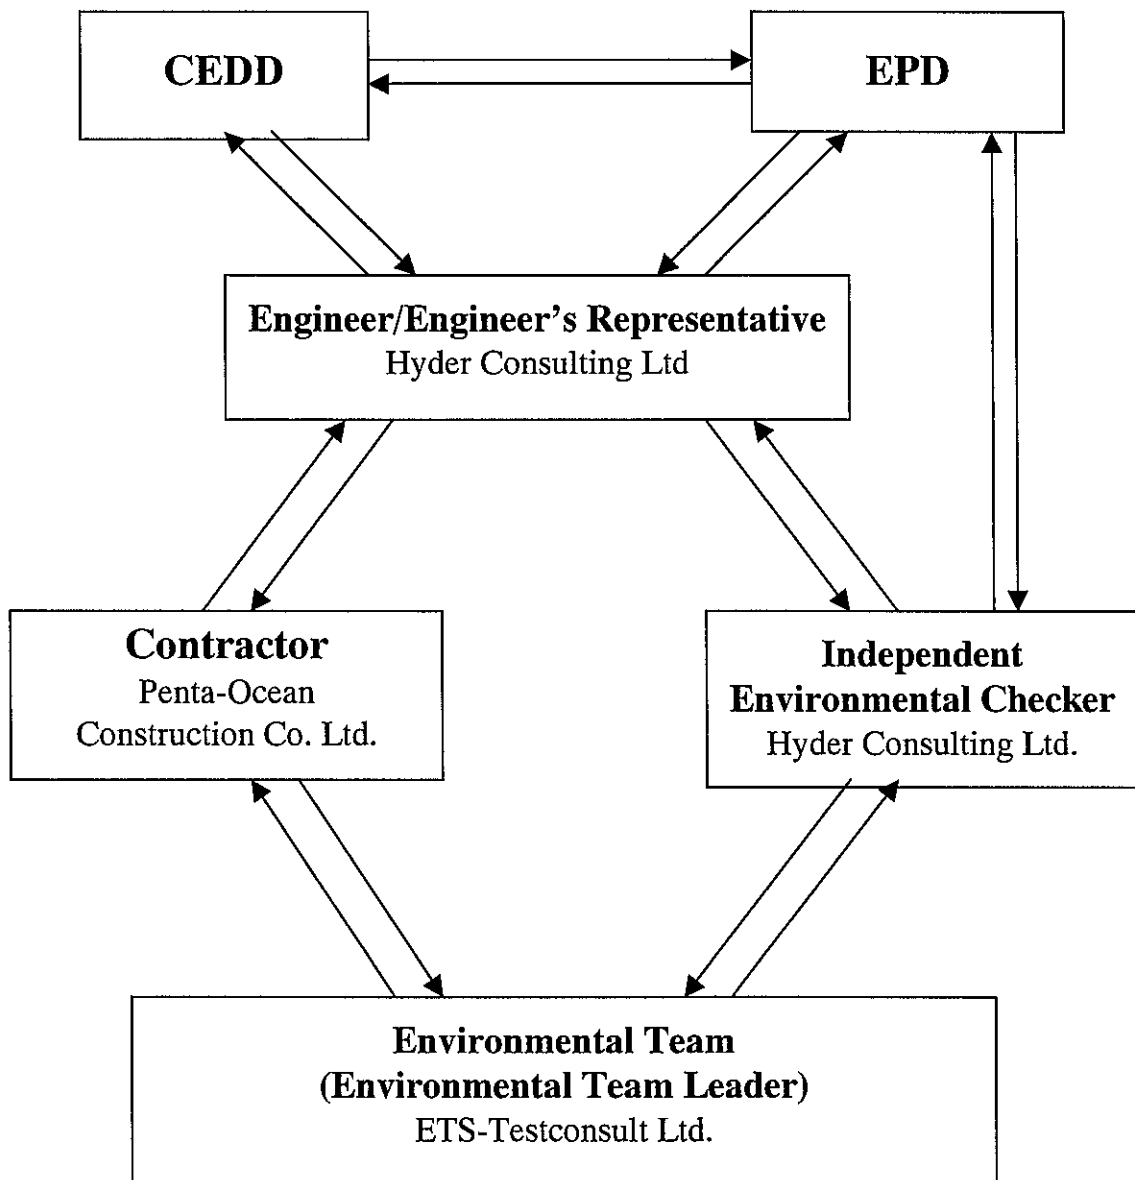 CEDD
EPD
Engineer/Engineer's Representative
Hyder Consulting Ltd
Contractor
Penta-Ocean
Construction Co. Ltd.
Independent
Environmental Checker
Hyder Consulting Ltd.
Environmental Team
(Environmental Team Leader)
ETS-Testconsult Ltd.